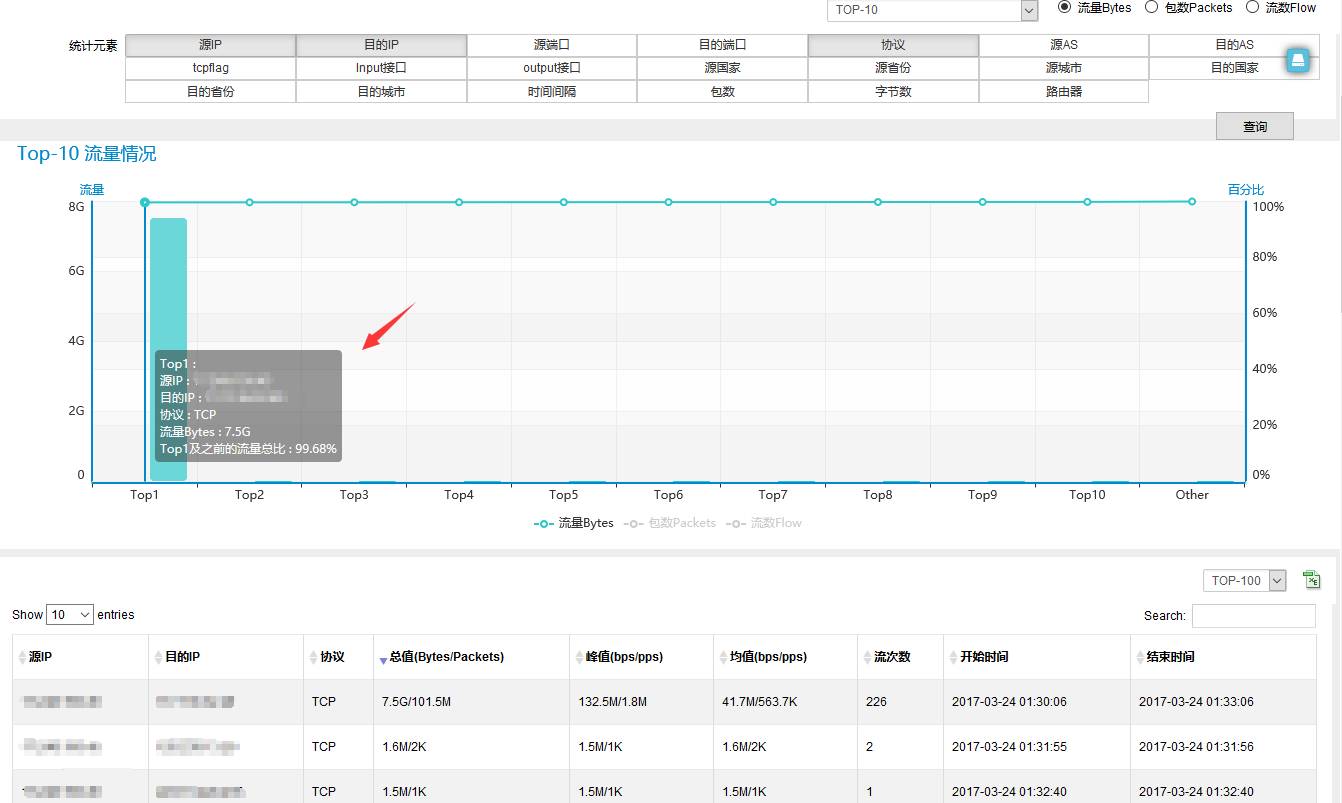 TOP-10 流量Bytes 包数Packets 流数Flow
统计元素 源IP 目的IP 源端口 目的端口 协议 源AS 目的AS
tcpflag Input接口 output接口 源国家 源省份 源城市 目的国家
目的省份 目的城市 时间间隔 包数 字节数 路由器
查询
Top-10 流量情况
流量 百分比
8G 100%
6G 80%
4G 60%
2G 40%
0 20%
0%
Top1 :
源IP :
目的IP :
协议 : TCP
流量Bytes : 7.5G
Top1及之前的流量总比 : 99.68%
Top1 Top2 Top3 Top4 Top5 Top6 Top7 Top8 Top9 Top10 Other
流量Bytes 包数Packets 流数Flow
TOP-100
Show 10 entries Search:
源IP 目的IP 协议 总值(Bytes/Packets) 峰值(bps/pps) 均值(bps/pps) 流次数 开始时间 结束时间
TCP 7.5G/101.5M 132.5M/1.8M 41.7M/563.7K 226 2017-03-24 01:30:06 2017-03-24 01:33:06
TCP 1.6M/2K 1.5M/1K 1.6M/2K 2 2017-03-24 01:31:55 2017-03-24 01:31:56
TCP 1.5M/1K 1.5M/1K 1.5M/1K 1 2017-03-24 01:32:40 2017-03-24 01:32:40